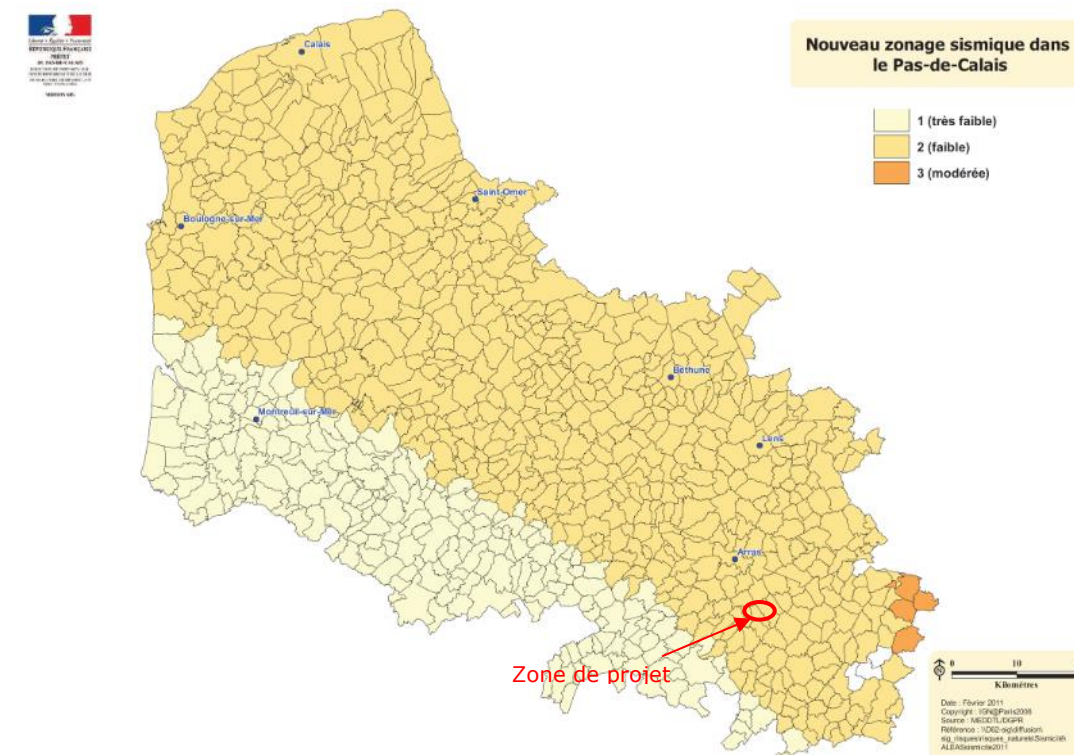 RÉPUBLIQUE FRANÇAISE
Nouveau zonage sismique dans
le Pas-de-Calais
1 (très faible)
2 (faible)
3 (modérée)
Calais
Saint-Omer
Boulogne-sur-Mer
Béthune
Montreuil-sur-Mer
Lens
Arras
Zone de projet
0 10
Kilomètres
Date : Février 2011
Copyright : IGN@Paris2008
Source : MEDDTL/DGPR